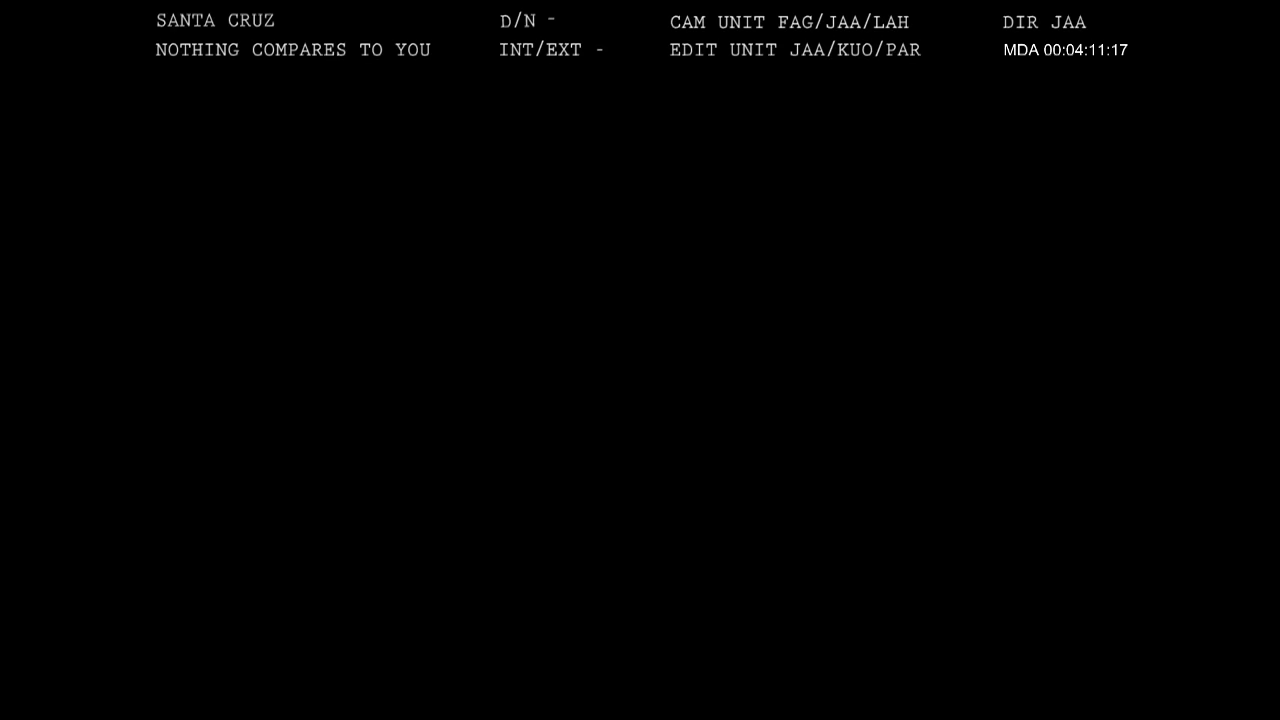 SANTA CRUZ D/N - CAM UNIT FAG/JAA/LAH DIR JAA
NOTHING COMPARES TO YOU INT/EXT - EDIT UNIT JAA/KUO/PAR MDA 00:04:11:17